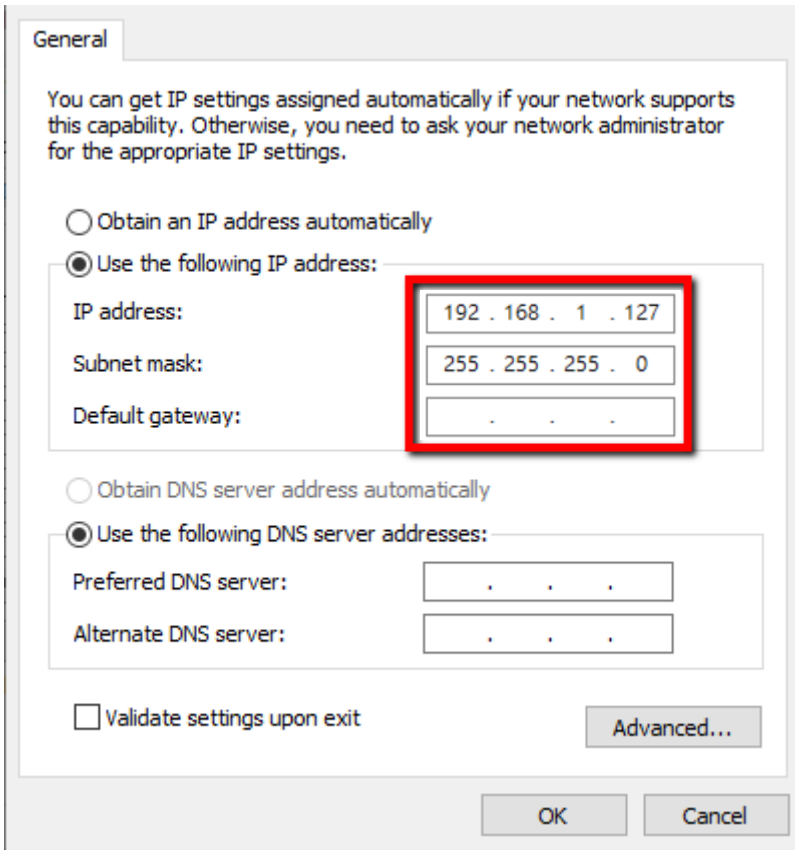 General
You can get IP settings assigned automatically if your network supports
this capability. Otherwise, you need to ask your network administrator
for the appropriate IP settings.
Obtain an IP address automatically
Use the following IP address:
IP address: 192 . 168 . 1 . 127
Subnet mask: 255 . 255 . 255 . 0
Default gateway: . . .
Obtain DNS server address automatically
Use the following DNS server addresses:
Preferred DNS server: . . .
Alternate DNS server: . . .
Validate settings upon exit
Advanced...
OK Cancel